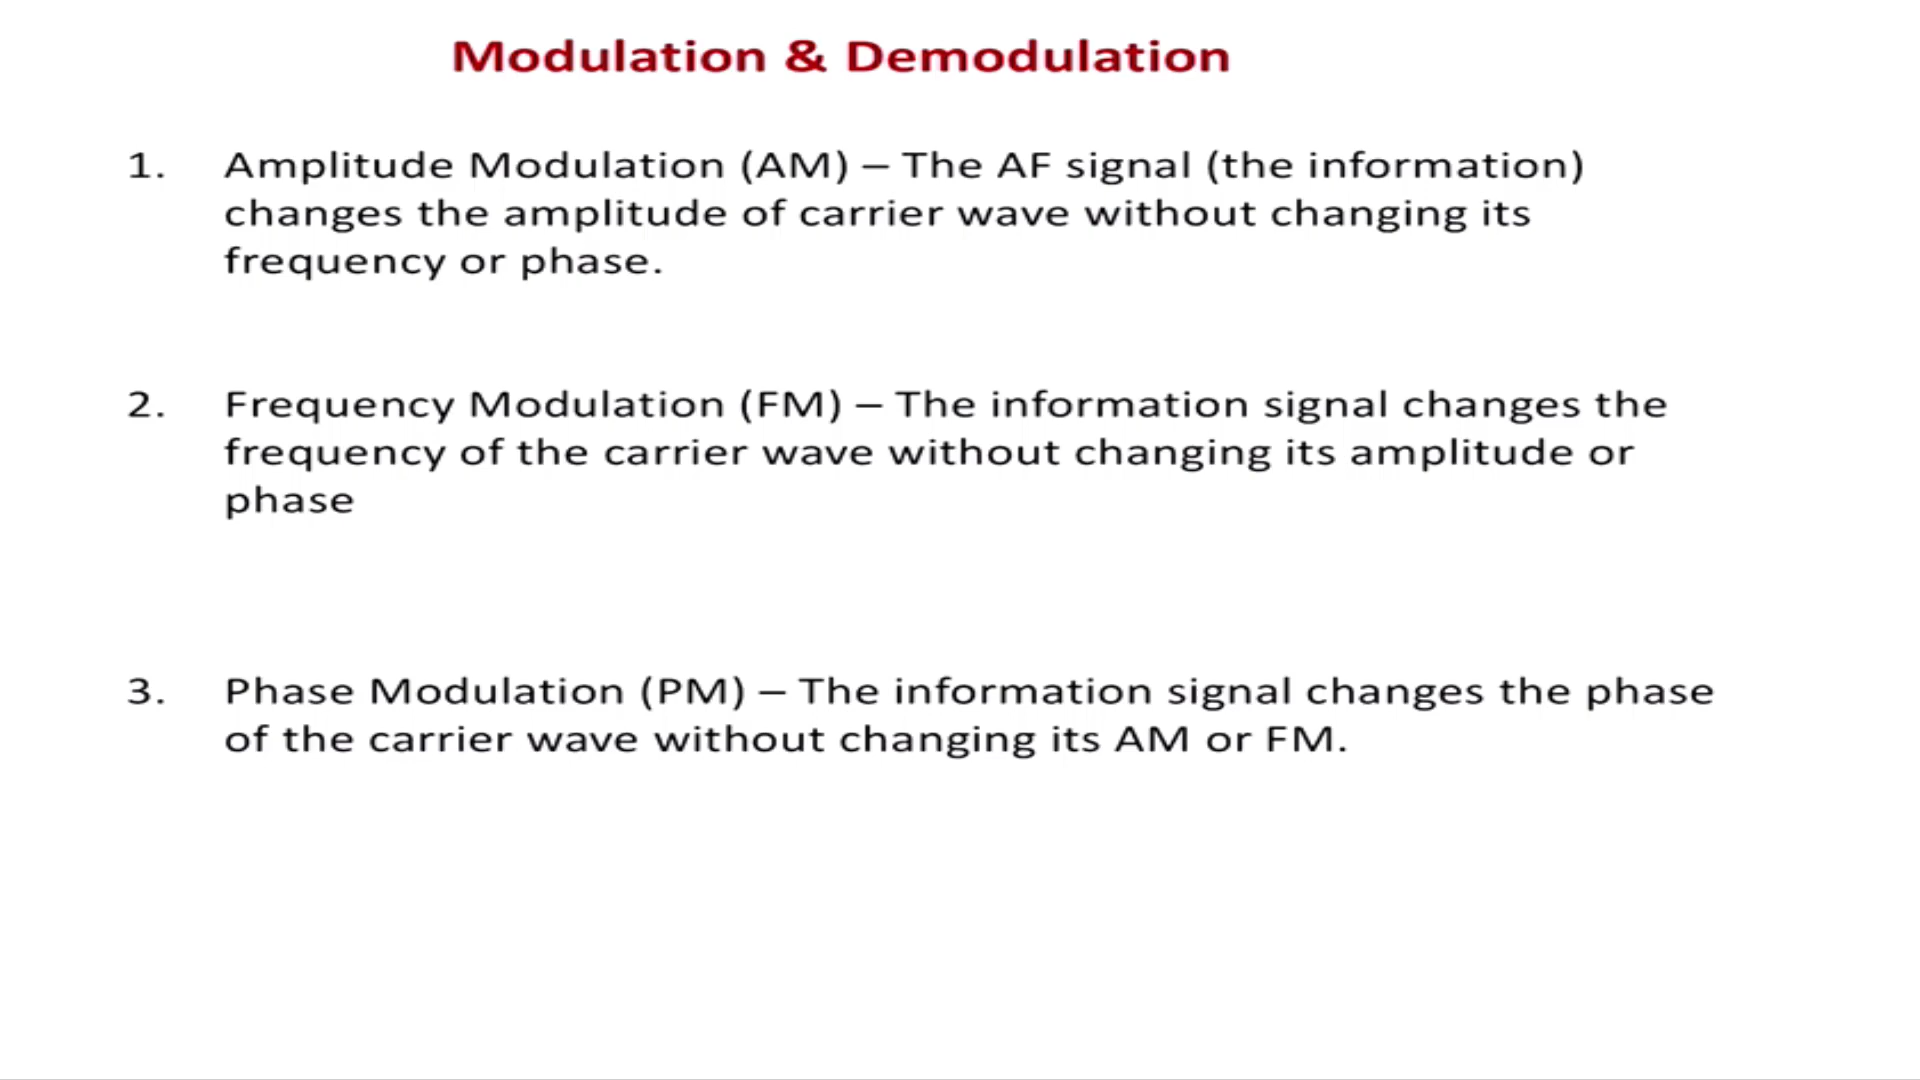 Modulation & Demodulation
1. Amplitude Modulation (AM) – The AF signal (the information)
changes the amplitude of carrier wave without changing its
frequency or phase.
2. Frequency Modulation (FM) – The information signal changes the
frequency of the carrier wave without changing its amplitude or
phase
3. Phase Modulation (PM) – The information signal changes the phase
of the carrier wave without changing its AM or FM.